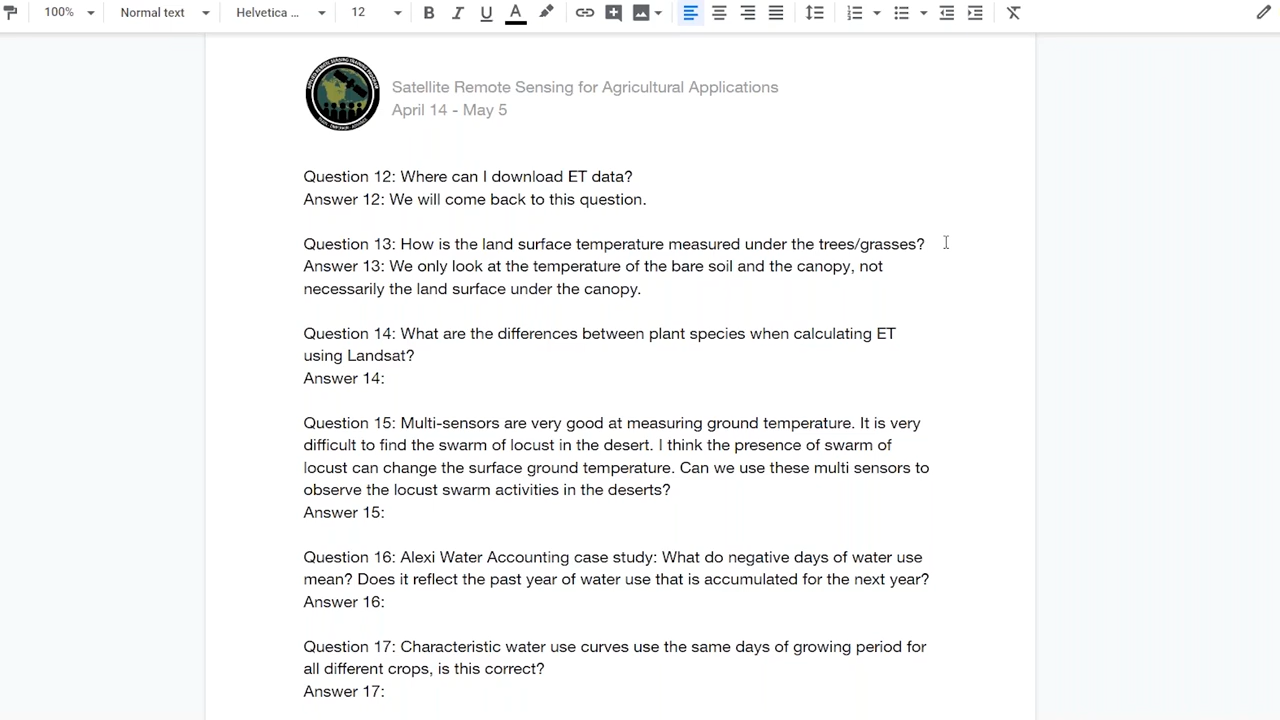 100%
Normal text
Helvetica ...
12
B I U A
Satellite Remote Sensing for Agricultural Applications
April 14 - May 5
Question 12: Where can I download ET data?
Answer 12: We will come back to this question.
Question 13: How is the land surface temperature measured under the trees/grasses?
Answer 13: We only look at the temperature of the bare soil and the canopy, not
necessarily the land surface under the canopy.
Question 14: What are the differences between plant species when calculating ET
using Landsat?
Answer 14:
Question 15: Multi-sensors are very good at measuring ground temperature. It is very
difficult to find the swarm of locust in the desert. I think the presence of swarm of
locust can change the surface ground temperature. Can we use these multi sensors to
observe the locust swarm activities in the deserts?
Answer 15:
Question 16: Alexi Water Accounting case study: What do negative days of water use
mean? Does it reflect the past year of water use that is accumulated for the next year?
Answer 16:
Question 17: Characteristic water use curves use the same days of growing period for
all different crops, is this correct?
Answer 17: